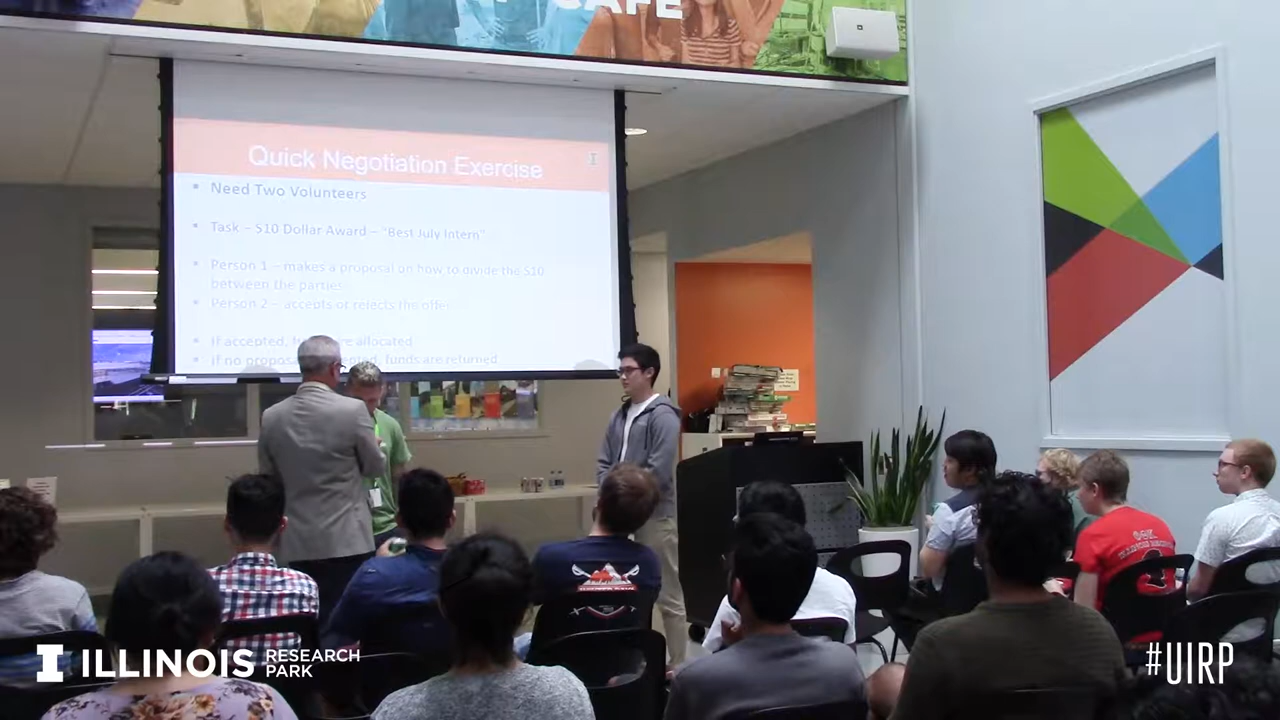 CAFE
Quick Negotiation Exercise
Need Two Volunteers
Task – $10 Dollar Award – "Best July Intern"
Person 1 – makes a proposal on how to divide the $10
between the parties
Person 2 – accepts or rejects the offer
If accepted, are allocated
If no funds are returned
JBL
ILLINOIS RESEARCH
PARK
#UIRP